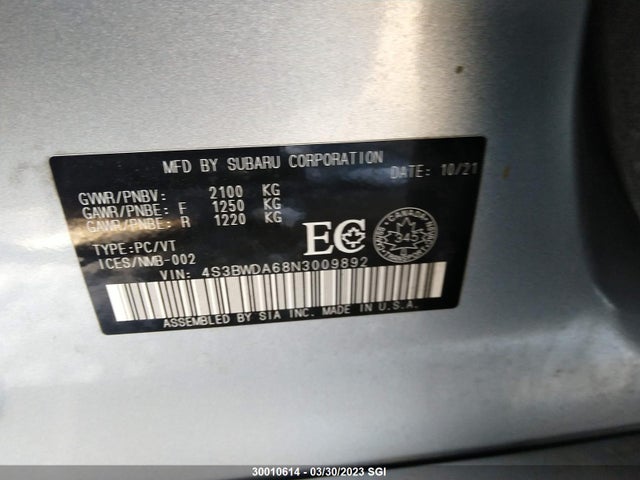 MFD BY SUBARU CORPORATION
DATE: 10/21
GVWR/PNBV: 2100 KG
GAWR/PNBE: F 1250 KG
GAWR/PNBE: R 1220 KG
TYPE:PC/VT
ICES/NMB-002
EC
CANADA
345
VIN: 4S3BWDA68N3009892
ASSEMBLED BY SIA INC. MADE IN U.S.A.
30010614 - 03/30/2023 SGI